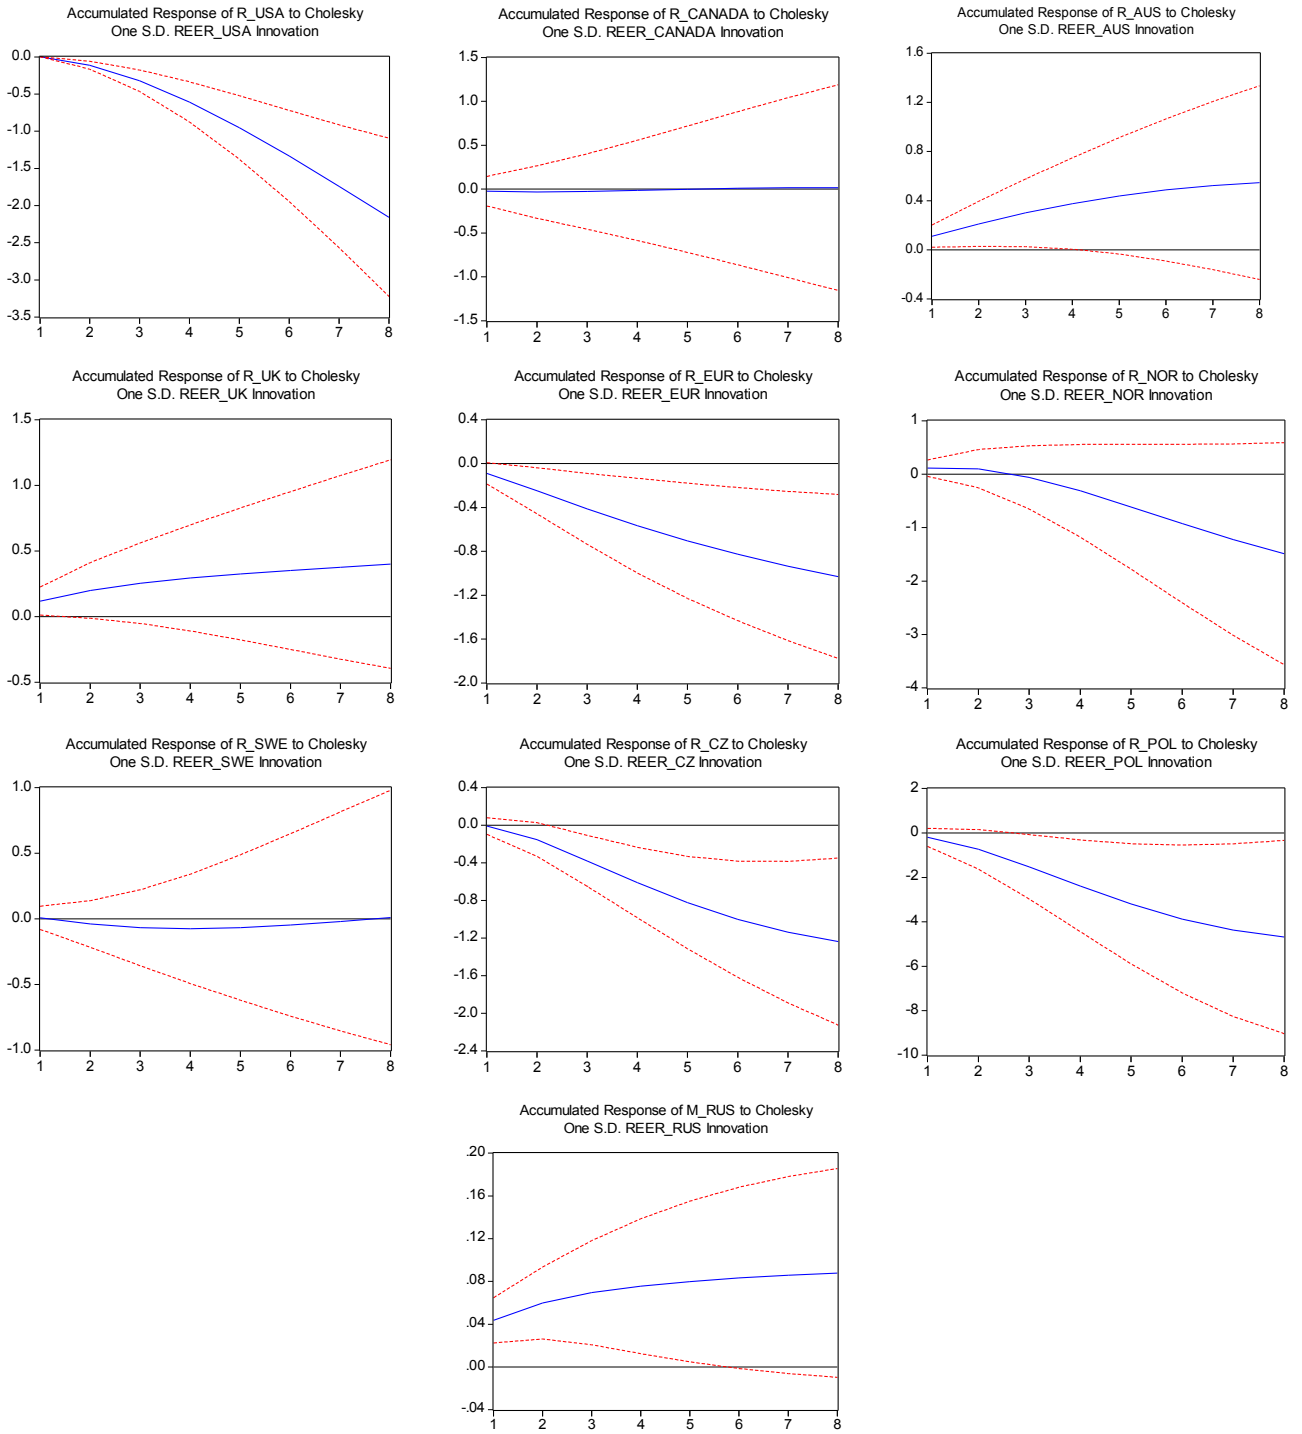 Accumulated Response of R_USA to Cholesky
One S.D. REER_USA Innovation
0.0
-0.5
-1.0
-1.5
-2.0
-2.5
-3.0
-3.5
1 2 3 4 5 6 7 8
Accumulated Response of R_CANADA to Cholesky
One S.D. REER_CANADA Innovation
1.5
1.0
0.5
0.0
-0.5
-1.0
-1.5
1 2 3 4 5 6 7 8
Accumulated Response of R_AUS to Cholesky
One S.D. REER_AUS Innovation
1.6
1.2
0.8
0.4
0.0
-0.4
1 2 3 4 5 6 7 8
Accumulated Response of R_UK to Cholesky
One S.D. REER_UK Innovation
1.5
1.0
0.5
0.0
-0.5
1 2 3 4 5 6 7 8
Accumulated Response of R_EUR to Cholesky
One S.D. REER_EUR Innovation
0.4
0.0
-0.4
-0.8
-1.2
-1.6
-2.0
1 2 3 4 5 6 7 8
Accumulated Response of R_NOR to Cholesky
One S.D. REER_NOR Innovation
1
0
-1
-2
-3
-4
1 2 3 4 5 6 7 8
Accumulated Response of R_SWE to Cholesky
One S.D. REER_SWE Innovation
1.0
0.5
0.0
-0.5
-1.0
1 2 3 4 5 6 7 8
Accumulated Response of R_CZ to Cholesky
One S.D. REER_CZ Innovation
0.4
0.0
-0.4
-0.8
-1.2
-1.6
-2.0
-2.4
1 2 3 4 5 6 7 8
Accumulated Response of R_POL to Cholesky
One S.D. REER_POL Innovation
2
0
-2
-4
-6
-8
-10
1 2 3 4 5 6 7 8
Accumulated Response of M_RUS to Cholesky
One S.D. REER_RUS Innovation
.20
.16
.12
.08
.04
.00
-.04
1 2 3 4 5 6 7 8